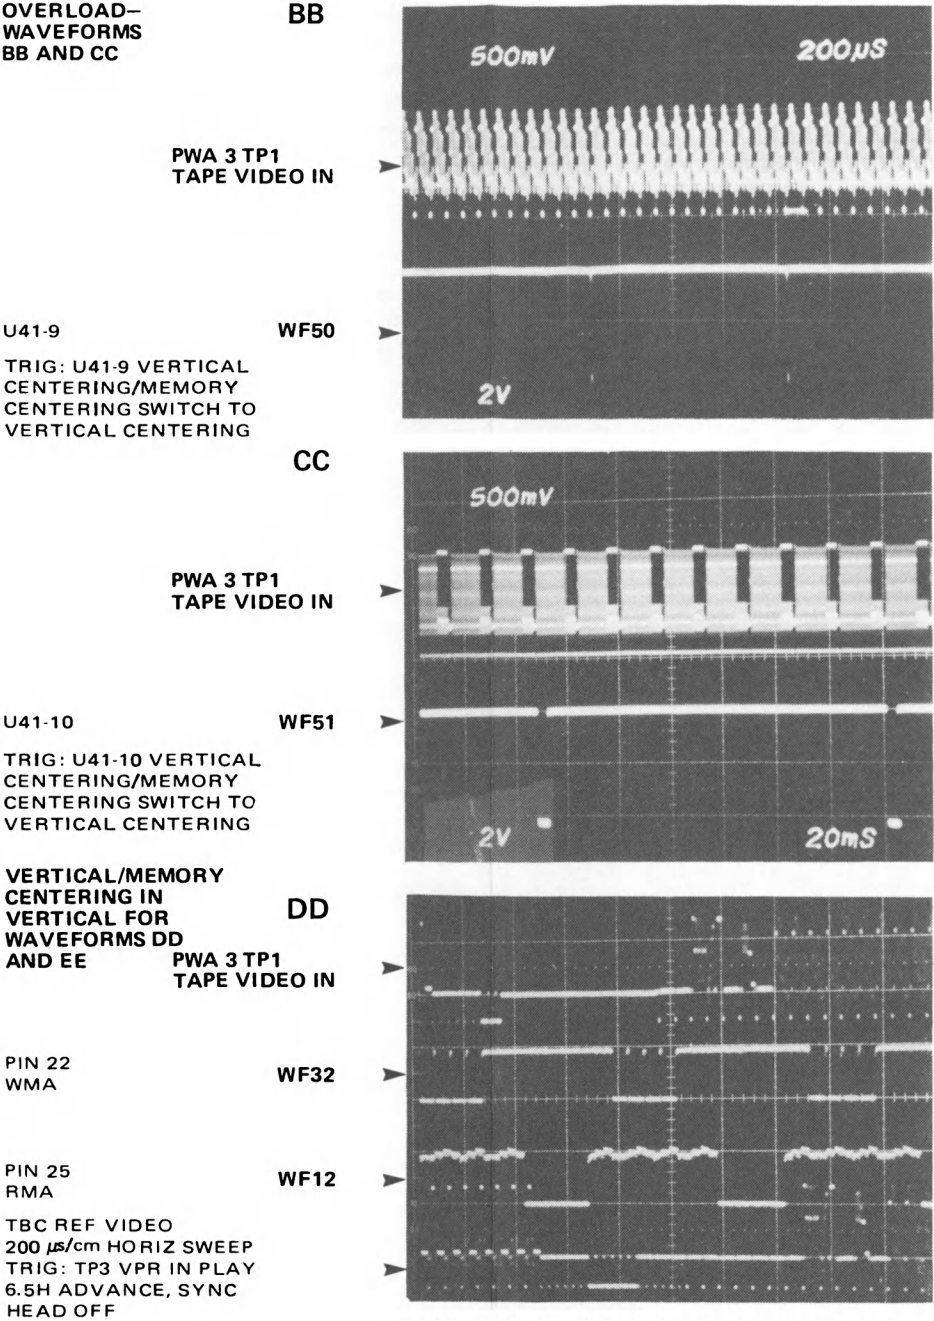 OVERLOAD—
WAVEFORMS
BB AND CC
BB
500mV
200µS
PWA 3 TP1
TAPE VIDEO IN
U41-9
WF50
TRIG: U41-9 VERTICAL
CENTERING/MEMORY
CENTERING SWITCH TO
VERTICAL CENTERING
2V
CC
500mV
PWA 3 TP1
TAPE VIDEO IN
U41-10
WF51
TRIG: U41-10 VERTICAL
CENTERING/MEMORY
CENTERING SWITCH TO
VERTICAL CENTERING
2V
20mS
VERTICAL/MEMORY
CENTERING IN
VERTICAL FOR
WAVEFORMS DD
AND EE
DD
PWA 3 TP1
TAPE VIDEO IN
PIN 22
WMA
WF32
PIN 25
RMA
WF12
TBC REF VIDEO
200 µs/cm HORIZ SWEEP
TRIG: TP3 VPR IN PLAY
6.5H ADVANCE, SYNC
HEAD OFF